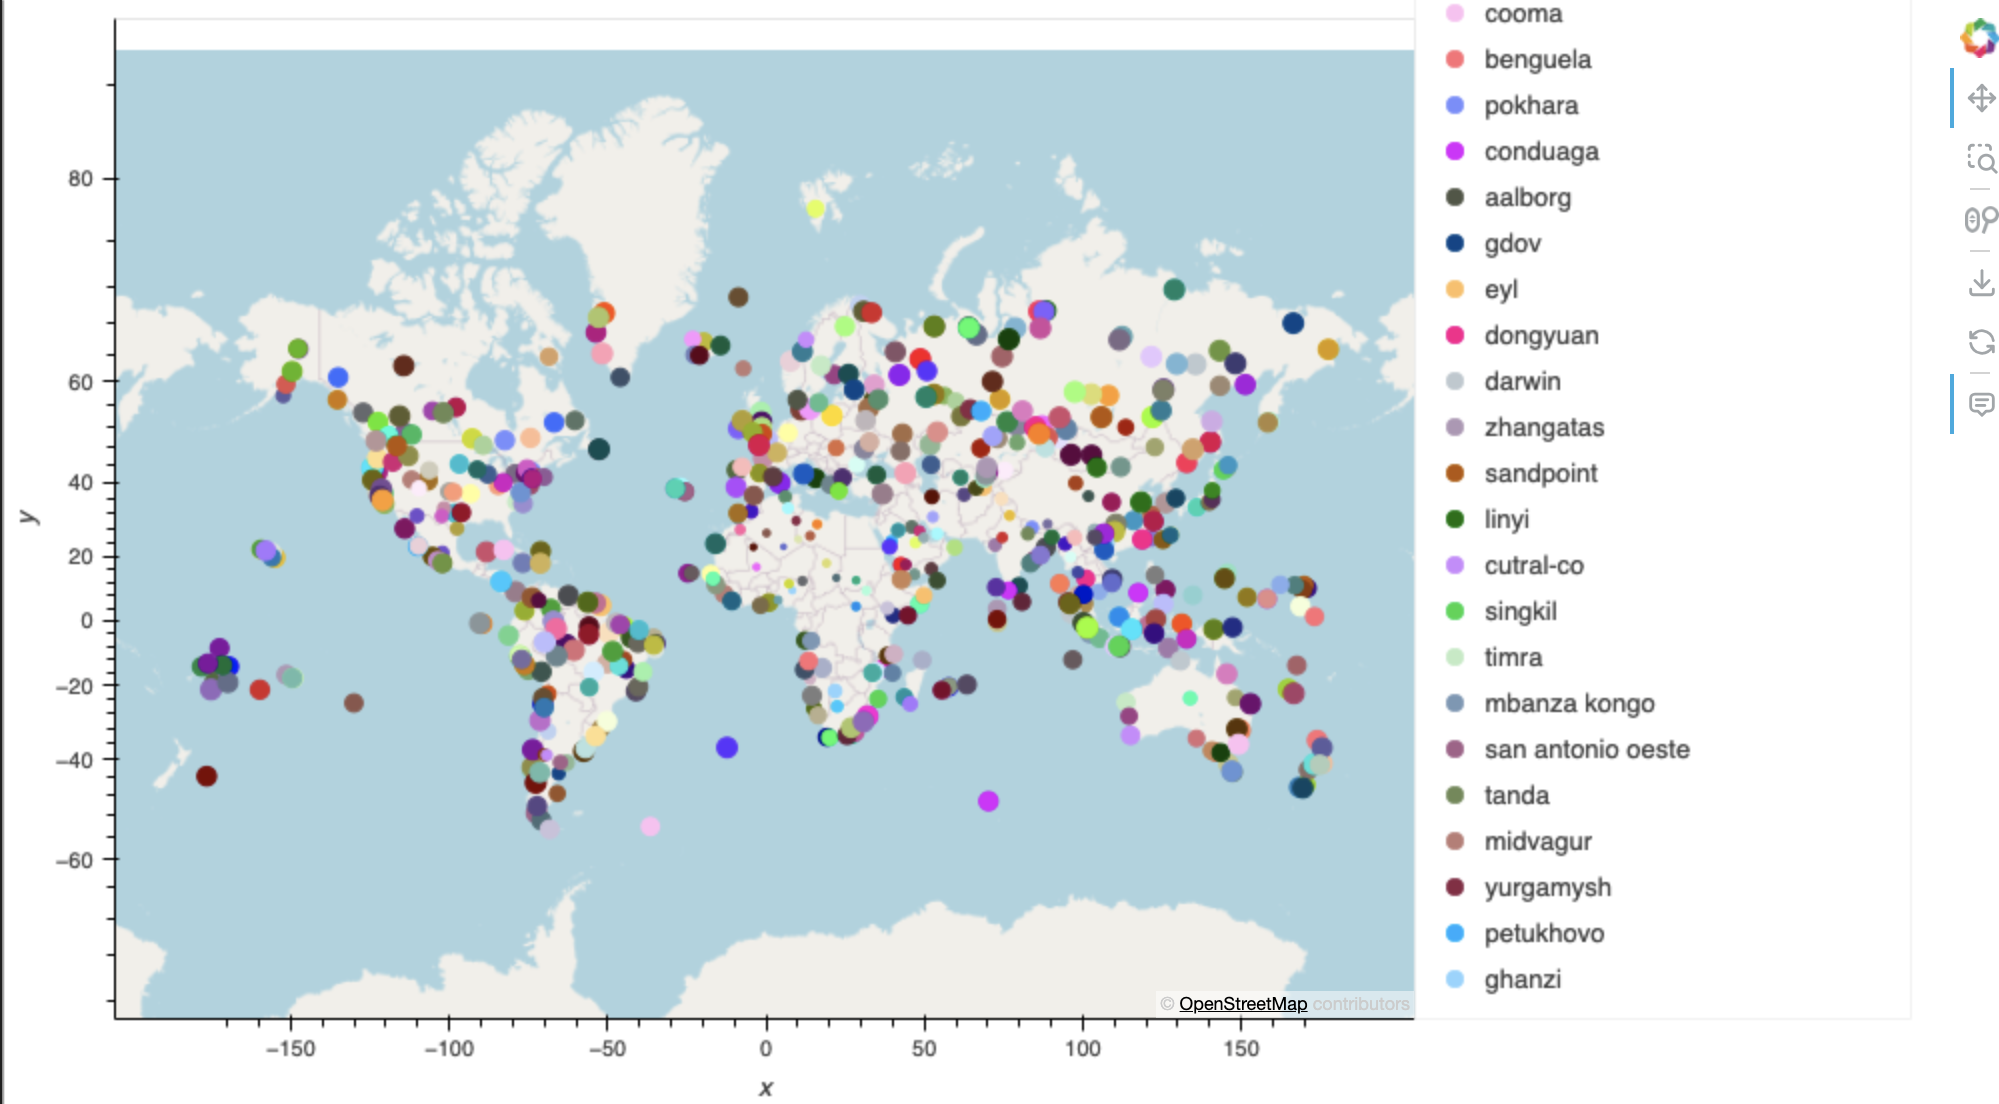 cooma
benguela
pokhara
conduaga
aalborg
gdov
eyl
dongyuan
darwin
zhangatas
sandpoint
linyi
cutral-co
singkil
timra
mbanza kongo
san antonio oeste
tanda
midvagur
yurgamysh
petukhovo
ghanzi
80
60
40
20
0
−20
−40
−60
y
© OpenStreetMap contributors
−150 −100 −50 0 50 100 150
x